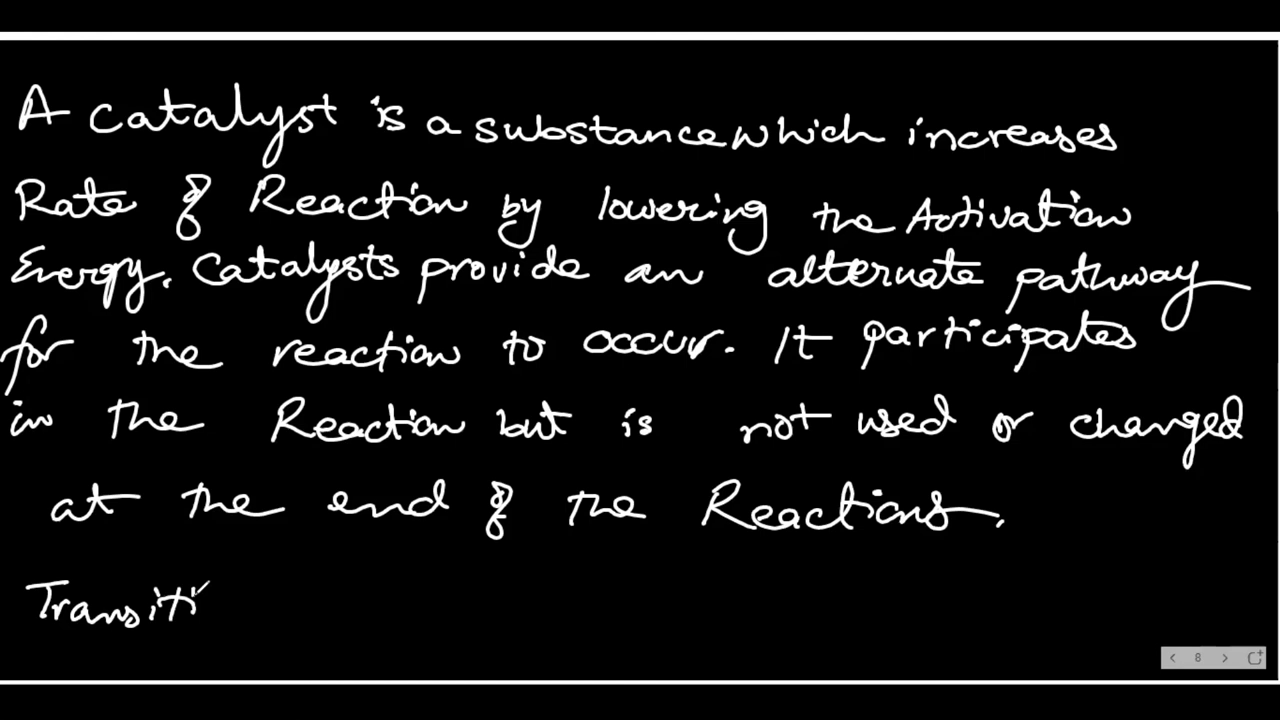 A catalyst is a substance which increases
Rate of Reaction by lowering the Activation
Energy. Catalysts provide an alternate pathway
for the reaction to occur. It participates
in the Reaction but is not used or changed
at the end of the Reactions.
Transiti
8